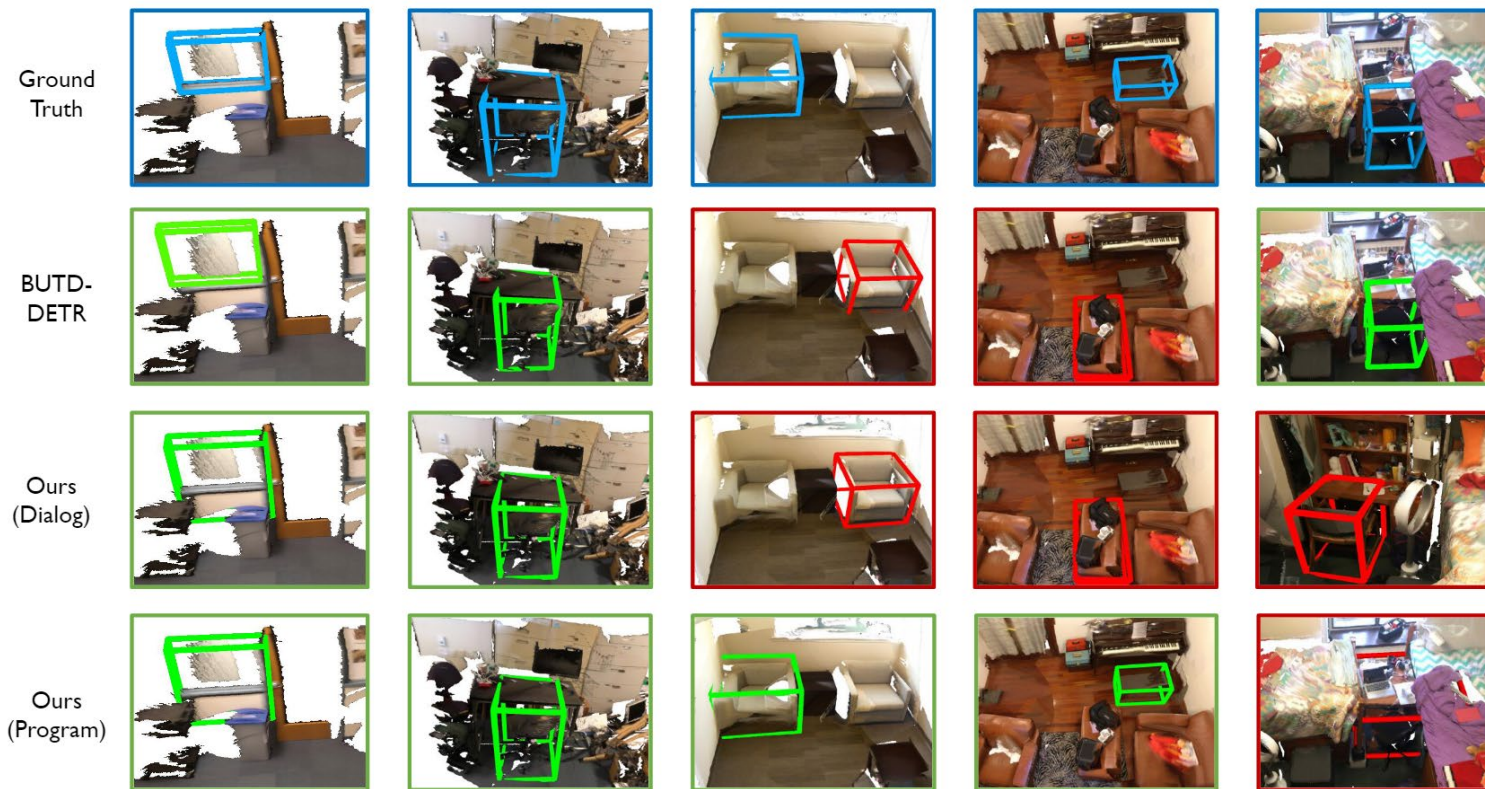 Ground
Truth
BUTD-
DETR
Ours
(Dialog)
Ours
(Program)